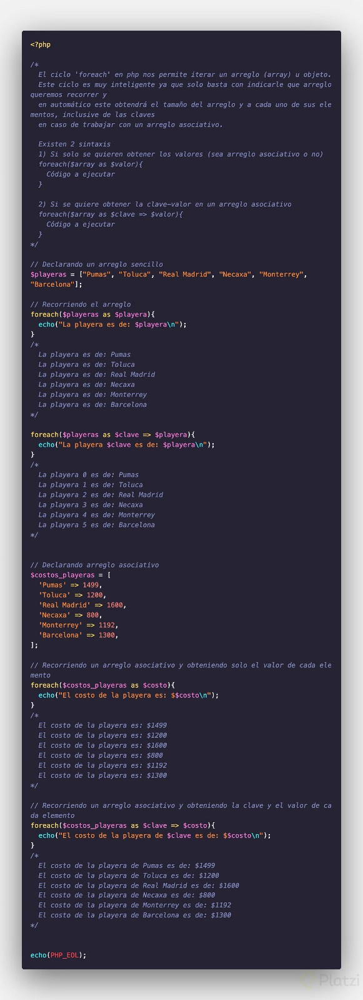 <?php
/*
El ciclo 'foreach' en php nos permite iterar un arreglo (array) u objeto.
Este ciclo es muy inteligente ya que solo basta con indicarle que arreglo
queremos recorrer y
en automático este obtendrá el tamaño del arreglo y a cada uno de sus ele
mentos, inclusive de las claves
en caso de trabajar con un arreglo asociativo.
Existen 2 sintaxis
1) Si solo se quieren obtener los valores (sea arreglo asociativo o no)
foreach($array as $valor){
Código a ejecutar
}
2) Si se quiere obtener la clave-valor en un arreglo asociativo
foreach($array as $clave => $valor){
Código a ejecutar
}
*/
// Declarando un arreglo sencillo
$playeras = ["Pumas", "Toluca", "Real Madrid", "Necaxa", "Monterrey",
"Barcelona"];
// Recorriendo el arreglo
foreach($playeras as $playera){
echo("La playera es de: $playera\n");
}
/*
La playera es de: Pumas
La playera es de: Toluca
La playera es de: Real Madrid
La playera es de: Necaxa
La playera es de: Monterrey
La playera es de: Barcelona
*/
foreach($playeras as $clave => $playera){
echo("La playera $clave es de: $playera\n");
}
/*
La playera 0 es de: Pumas
La playera 1 es de: Toluca
La playera 2 es de: Real Madrid
La playera 3 es de: Necaxa
La playera 4 es de: Monterrey
La playera 5 es de: Barcelona
*/
// Declarando arreglo asociativo
$costos_playeras = [
'Pumas' => 1499,
'Toluca' => 1200,
'Real Madrid' => 1600,
'Necaxa' => 800,
'Monterrey' => 1192,
'Barcelona' => 1300,
];
// Recorriendo un arreglo asociativo y obteniendo solo el valor de cada ele
mento
foreach($costos_playeras as $costo){
echo("El costo de la playera es: $$costo\n");
}
/*
El costo de la playera es: $1499
El costo de la playera es: $1200
El costo de la playera es: $1600
El costo de la playera es: $800
El costo de la playera es: $1192
El costo de la playera es: $1300
*/
// Recorriendo un arreglo asociativo y obteniendo la clave y el valor de ca
da elemento
foreach($costos_playeras as $clave => $costo){
echo("El costo de la playera de $clave es de: $$costo\n");
}
/*
El costo de la playera de Pumas es de: $1499
El costo de la playera de Toluca es de: $1200
El costo de la playera de Real Madrid es de: $1600
El costo de la playera de Necaxa es de: $800
El costo de la playera de Monterrey es de: $1192
El costo de la playera de Barcelona es de: $1300
*/
echo(PHP_EOL);
Platzi